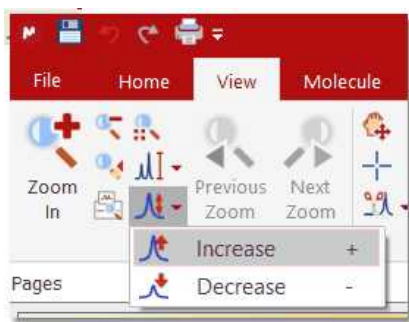 File Home View Molecule
Zoom In
Previous Zoom
Next Zoom
Increase +
Decrease -
Pages